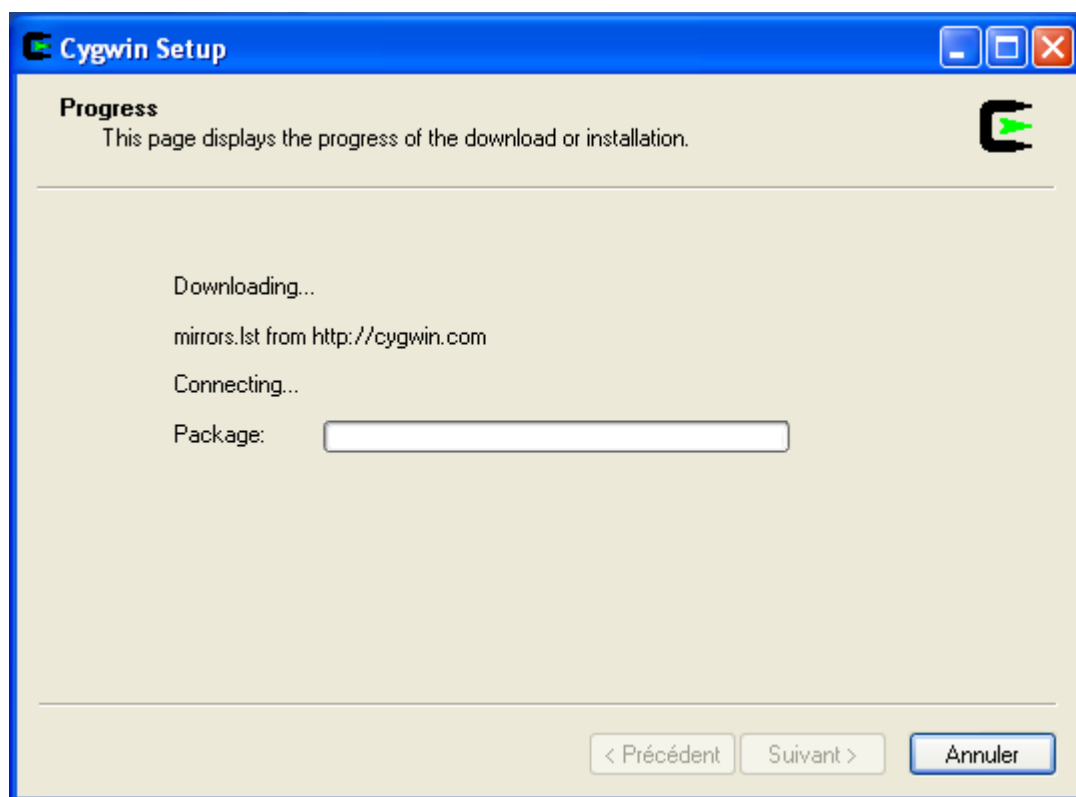 Cygwin Setup
Progress
This page displays the progress of the download or installation.
Downloading...
mirrors.lst from http://cygwin.com
Connecting...
Package:
< Précédent Suivant > Annuler